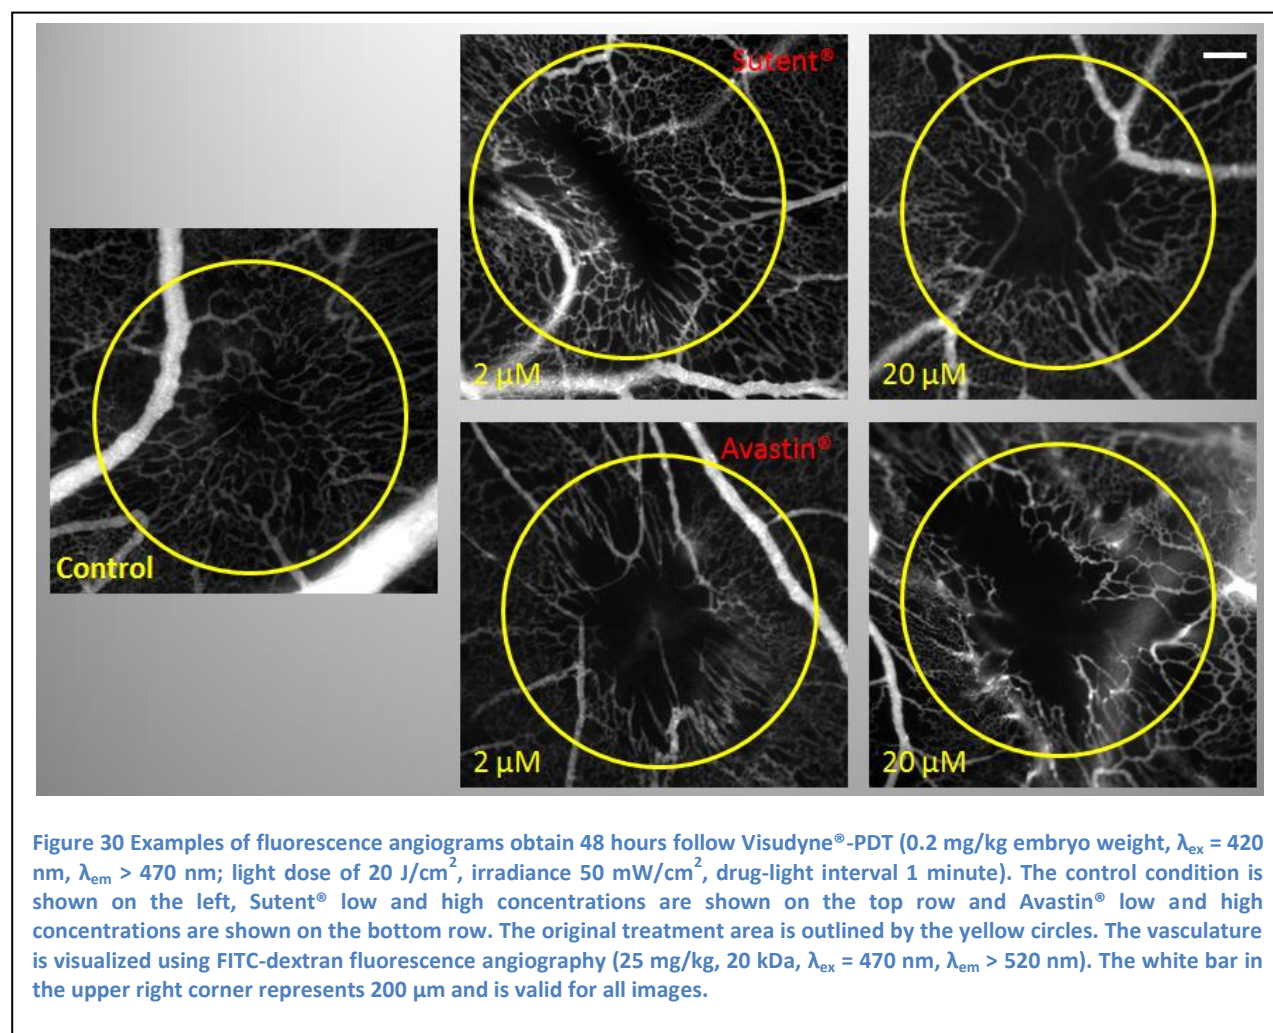 Sutent®
2 µM
20 µM
Control
Avastin®
2 µM
20 µM
Figure 30 Examples of fluorescence angiograms obtain 48 hours follow Visudyne®-PDT (0.2 mg/kg embryo weight, λex = 420
nm, λem > 470 nm; light dose of 20 J/cm², irradiance 50 mW/cm², drug-light interval 1 minute). The control condition is
shown on the left, Sutent® low and high concentrations are shown on the top row and Avastin® low and high
concentrations are shown on the bottom row. The original treatment area is outlined by the yellow circles. The vasculature
is visualized using FITC-dextran fluorescence angiography (25 mg/kg, 20 kDa, λex = 470 nm, λem > 520 nm). The white bar in
the upper right corner represents 200 µm and is valid for all images.